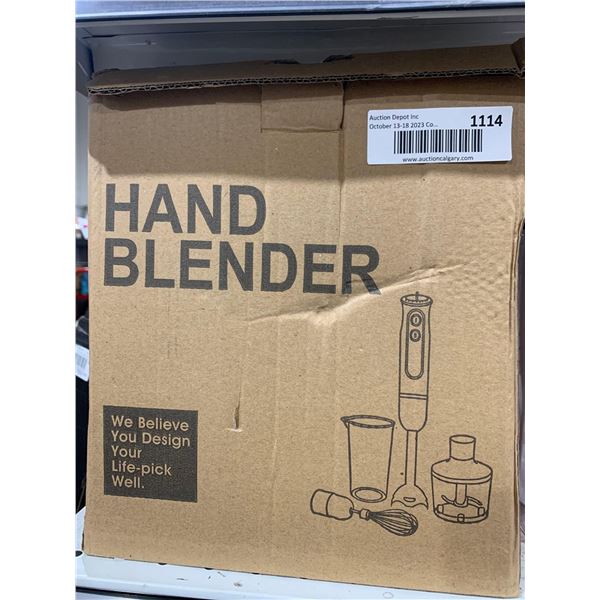 Auction Depot Inc
October 13-18 2023 Co...
1114
www.auctioncalgary.com
HAND
BLENDER
We Believe
You Design
Your
Life-pick
Well.